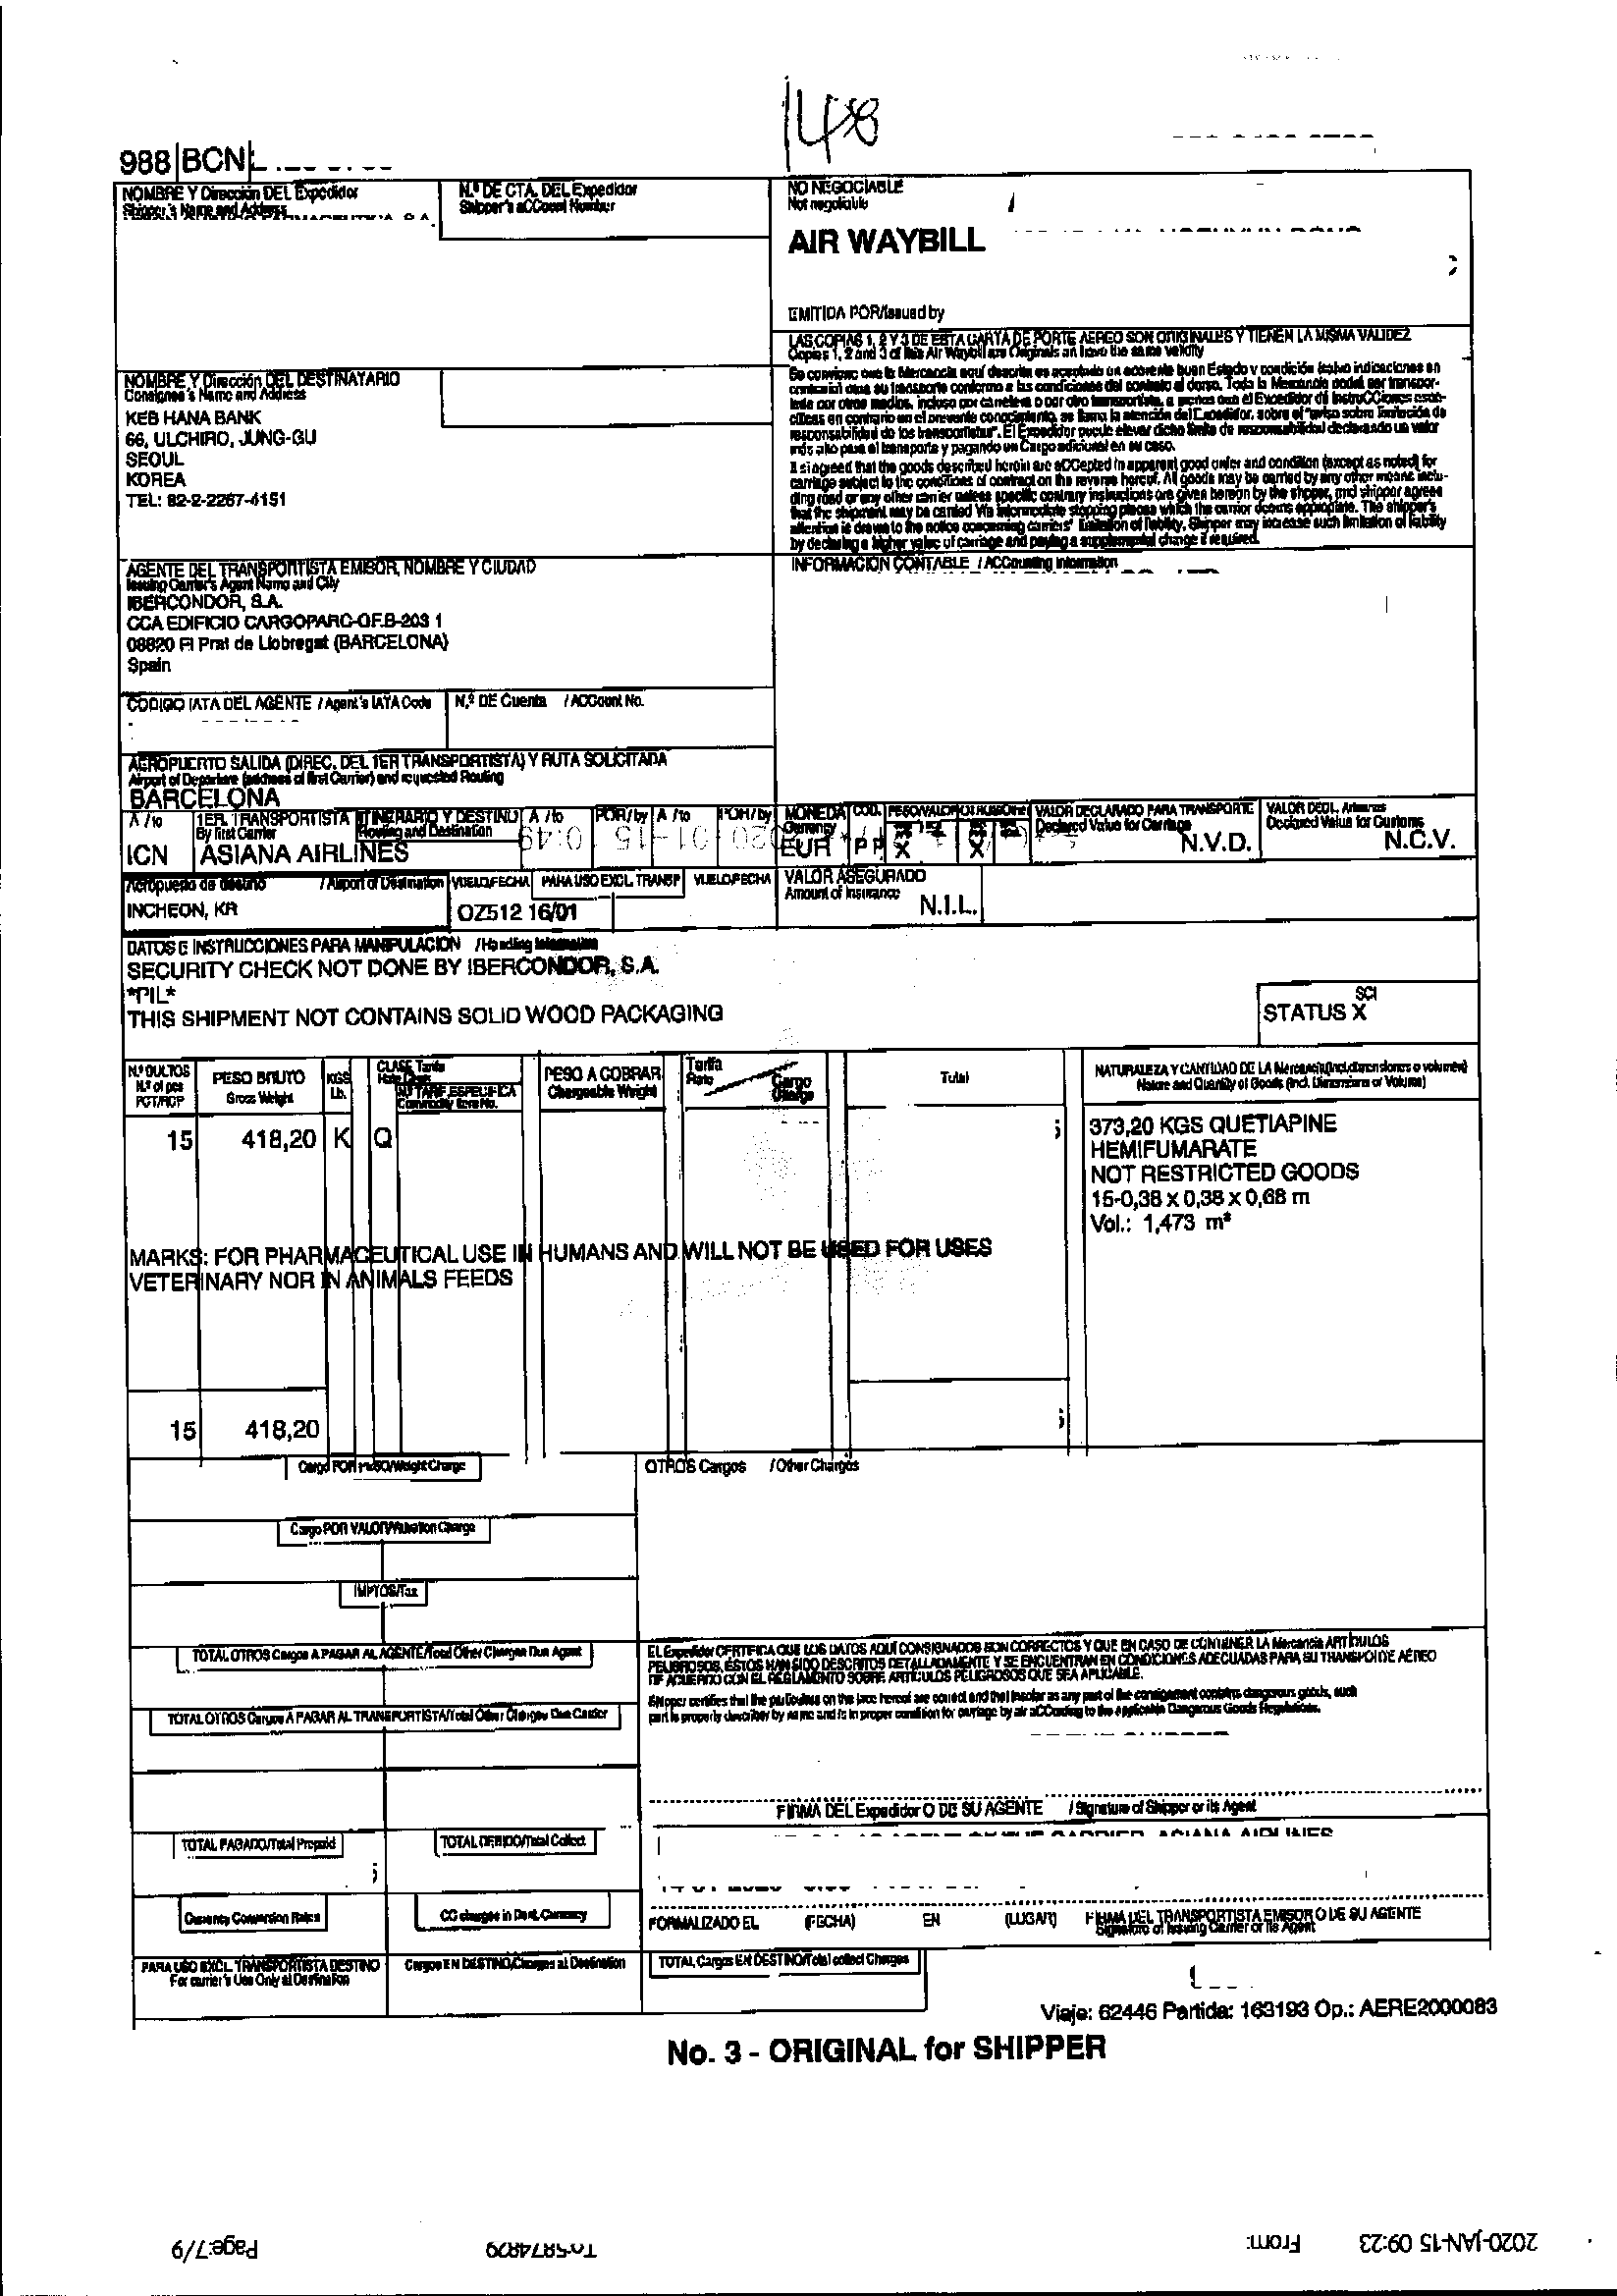 148
988 BCN
NOMBRE Y Dirección DEL Expedidor
Shipper's Name and Address
N.º DE CTA. DEL Expedidor
Shipper's aCCount Number
NO NEGOCIABLE
Not negotiable
AIR WAYBILL
EMITIDA POR/Issued by
LAS COPIAS 1, 2 Y 3 DE ESTA CARTA DE PORTE AEREO SON ORIGINALES Y TIENEN LA MISMA VALIDEZ
Copies 1, 2 and 3 of this Air Waybill are Originals an have the same validity
NOMBRE Y Dirección DEL DESTINATARIO
Consignee's Name and Address
KEB HANA BANK
66, ULCHIRO, JUNG-GU
SEOUL
KOREA
TEL: 82-2-2267-4151
It is agreed that the goods described herein are aCCepted in apparent good order and condition (except as noted) for
carriage subject to the conditions of contract on the reverse hereof. All goods may be carried by any other means inclu-
ding road or any other carrier unless specific contrary instructions are given hereon by the shipper, and shipper agrees
that the shipment may be carried via intermediate stopping places which the carrier deems appropriate. The shipper's
attention is drawn to the notice concerning carriers' limitation of liability. Shipper may increase such limitation of liability
by declaring a higher value of carriage and paying a supplemental charge if required.
AGENTE DEL TRANSPORTISTA EMISOR, NOMBRE Y CIUDAD
Issuing Carrier's Agent Name and City
IBERCONDOR, S.A.
CCA EDIFICIO CARGOPARC-OF.B-203 1
08820 El Prat de Llobregat (BARCELONA)
Spain
INFORMACION CONTABLE / ACCounting Information
CODIGO IATA DEL AGENTE / Agent's IATA Code
N.º DE Cuenta / ACCount No.
AEROPUERTO SALIDA (DIREC. DEL 1ER TRANSPORTISTA) Y RUTA SOLICITADA
Airport of Departure (address of first Carrier) and requested Routing
BARCELONA
A /to
1ER. TRANSPORTISTA
By first Carrier
ITINERARIO Y DESTINO
Routing and Destination
A /to
POR/by
A /to
POR/by
MONEDA
Currency
COD.
VALOR DECLARADO PARA TRANSPORTE
Declared Value for Carriage
VALOR DECL. Aduanas
Declared Value for Customs
ICN
ASIANA AIRLINES
EUR
PP
X
X
N.V.D.
N.C.V.
Aeropuerto de destino / Airport of Destination
VUELO/FECHA
PARA USO EXCL. TRANSP
VUELO/FECHA
VALOR ASEGURADO
Amount of Insurance
INCHEON, KR
OZ512 16/01
N.I.L.
DATOS E INSTRUCCIONES PARA MANIPULACION / Handling Information
SECURITY CHECK NOT DONE BY IBERCONDOR, S.A.
*PIL*
THIS SHIPMENT NOT CONTAINS SOLID WOOD PACKAGING
SCI
STATUS X
N.º BULTOS
N.º of pcs
PCT/RCP
PESO BRUTO
Gross Weight
KGS
Lb.
CLASE Tarifa
Rate Class
Nº TARIF. ESPECIFICA
Commodity Item No.
PESO A COBRAR
Chargeable Weight
Tarifa
Rate
Cargo
Charge
Total
NATURALEZA Y CANTIDAD DE LA Mercancía (Incl. dimensiones o volumen)
Nature and Quantity of Goods (Incl. Dimensions or Volume)
15
418,20
K
Q
373,20 KGS QUETIAPINE
HEMIFUMARATE
NOT RESTRICTED GOODS
15-0,38 x 0,38 x 0,68 m
Vol.: 1,473 m³
MARKS: FOR PHARMACEUTICAL USE IN HUMANS AND WILL NOT BE USED FOR USES
VETERINARY NOR IN ANIMALS FEEDS
15
418,20
Cargo POR PESO/Weight Charge
OTROS Cargos / Other Charges
Cargo POR VALOR/Valuation Charge
IMPTOS/Tax
TOTAL OTROS Cargos A PAGAR AL AGENTE/Total Other Charges Due Agent
EL Expedidor CERTIFICA QUE LOS DATOS AQUÍ CONSIGNADOS SON CORRECTOS Y QUE EN CASO DE CONTENER LA Mercancía ARTÍCULOS
PELIGROSOS, ÉSTOS HAN SIDO DESCRITOS DETALLADAMENTE Y SE ENCUENTRAN EN CONDICIONES ADECUADAS PARA SU TRANSPORTE AÉREO
DE ACUERDO CON EL REGLAMENTO SOBRE ARTÍCULOS PELIGROSOS QUE SEA APLICABLE.
Shipper certifies that the particulars on the face hereof are correct and that insofar as any part of the consignment contains dangerous goods, such
part is properly describer by name and is in proper condition for carriage by air aCCording to the applicable Dangerous Goods Regulations.
TOTAL OTROS Cargos A PAGAR AL TRANSPORTISTA/Total Other Charges Due Carrier
FIRMA DEL Expedidor O DE SU AGENTE / Signature of Shipper or its Agent
TOTAL PAGADO/Total Prepaid
TOTAL DEBIDO/Total Collect
Currency Conversion Rates
CC charges in Dest. Currency
FORMALIZADO EL (FECHA) EN (LUGAR)
FIRMA DEL TRANSPORTISTA EMISOR O DE SU AGENTE
Signature of Issuing Carrier or its Agent
PARA USO EXCL. TRANSPORTISTA DESTINO
For carrier's Use Only at Destination
Cargos EN DESTINO/Charges at Destination
TOTAL Cargos EN DESTINO/Total collect Charges
Viaje: 62446 Partida: 163193 Op.: AERE2000083
No. 3 - ORIGINAL for SHIPPER
2020-JAN-15 09:23 From:
To:5874829
Page:7/9